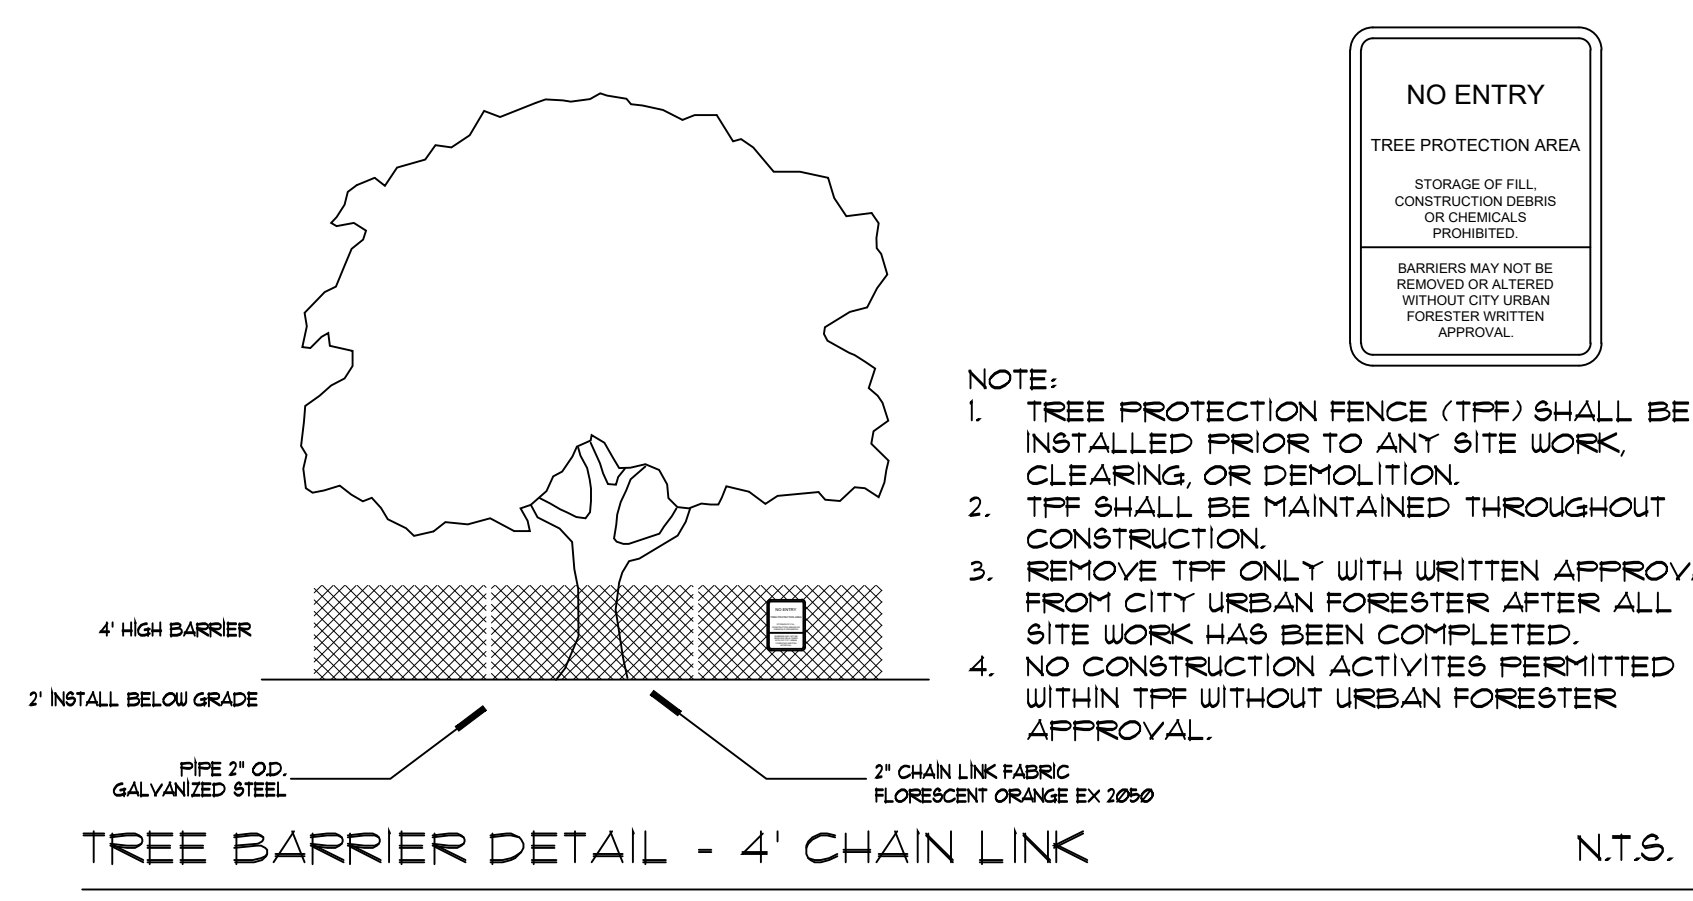 NO ENTRY
TREE PROTECTION AREA
STORAGE OF FILL,
CONSTRUCTION DEBRIS
OR CHEMICALS
PROHIBITED.
BARRIERS MAY NOT BE
REMOVED OR ALTERED
WITHOUT CITY URBAN
FORESTER WRITTEN
APPROVAL.
NOTE:
1. TREE PROTECTION FENCE (TPF) SHALL BE
INSTALLED PRIOR TO ANY SITE WORK,
CLEARING, OR DEMOLITION.
2. TPF SHALL BE MAINTAINED THROUGHOUT
CONSTRUCTION.
3. REMOVE TPF ONLY WITH WRITTEN
FROM CITY URBAN FORESTER AFTER ALL
SITE WORK HAS BEEN COMPLETED.
4. NO CONSTRUCTION ACTIVITES PERMITTED
WITHIN TPF WITHOUT URBAN FORESTER
APPROVAL.
NO ENTRY
TREE PROTECTION AREA
4' HIGH BARRIER
2' INSTALL BELOW GRADE
PIPE 2" O.D.
GALVANIZED STEEL
2" CHAIN LINK FABRIC
FLORESCENT ORANGE EX 2050
TREE BARRIER DETAIL - 4' CHAIN LINK
N.T.S.